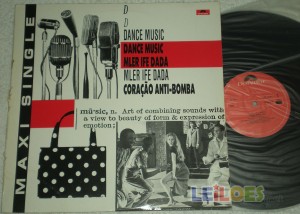 D
D
DANCE MUSIC
DANCE MUSIC
MLER IFE DADA
MLER IFE DADA
CORAÇÃO ANTI-BOMBA
mū·sic, n. Art of combining sounds with
a view to beauty of form & expression of
emotion;
MAXI SINGLE
LEILOES